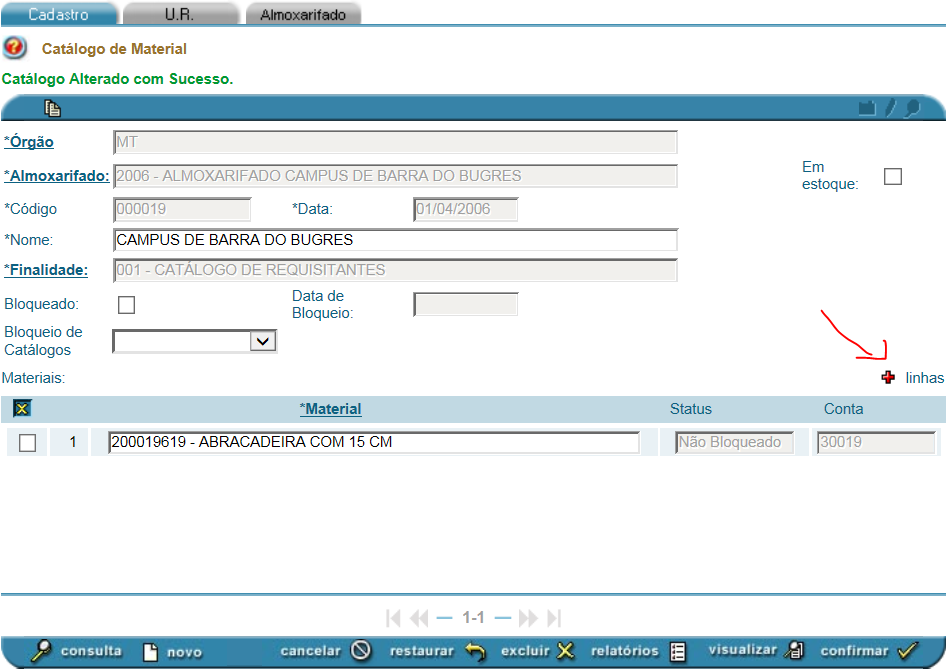 Cadastro U.R. Almoxarifado
Catálogo de Material
Catálogo Alterado com Sucesso.
*Órgão MT
*Almoxarifado: 2006 - ALMOXARIFADO CAMPUS DE BARRA DO BUGRES Em
estoque:
*Código 000019 *Data: 01/04/2006
*Nome: CAMPUS DE BARRA DO BUGRES
*Finalidade: 001 - CATÁLOGO DE REQUISITANTES
Bloqueado: Data de
Bloqueio:
Bloqueio de
Catálogos
Materiais: linhas
*Material Status Conta
1 200019619 - ABRACADEIRA COM 15 CM Não Bloqueado 30019
1-1
consulta novo cancelar restaurar excluir relatórios visualizar confirmar